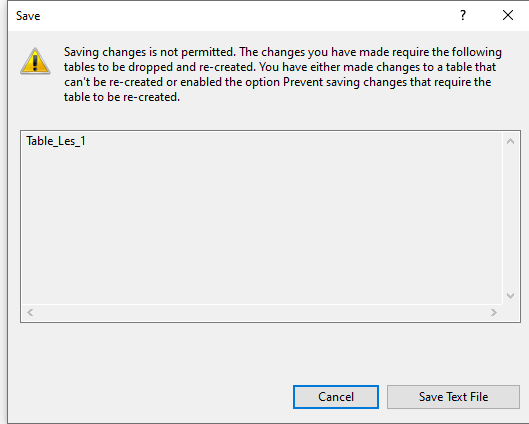 Save
?
Saving changes is not permitted. The changes you have made require the following
tables to be dropped and re-created. You have either made changes to a table that
can't be re-created or enabled the option Prevent saving changes that require the
table to be re-created.
Table_Les_1
Cancel
Save Text File